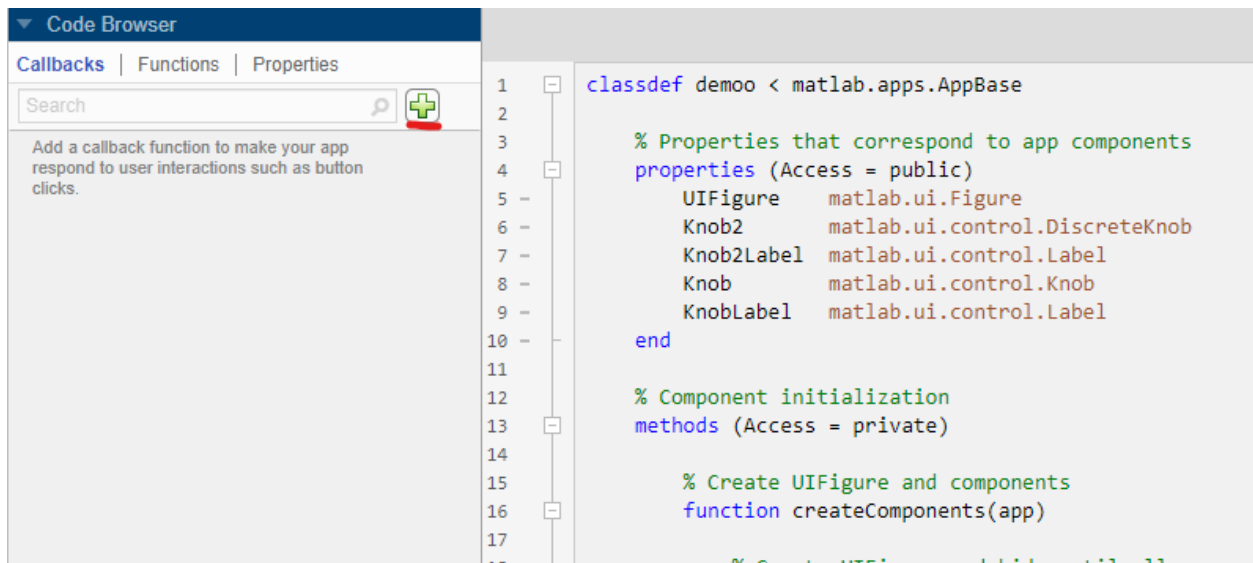 Code Browser
Callbacks | Functions | Properties
Search
Add a callback function to make your app
respond to user interactions such as button
clicks.
1 classdef demoo < matlab.apps.AppBase
2
3 % Properties that correspond to app components
4 properties (Access = public)
5 - UIFigure matlab.ui.Figure
6 - Knob2 matlab.ui.control.DiscreteKnob
7 - Knob2Label matlab.ui.control.Label
8 - Knob matlab.ui.control.Knob
9 - KnobLabel matlab.ui.control.Label
10 - end
11
12 % Component initialization
13 methods (Access = private)
14
15 % Create UIFigure and components
16 function createComponents(app)
17